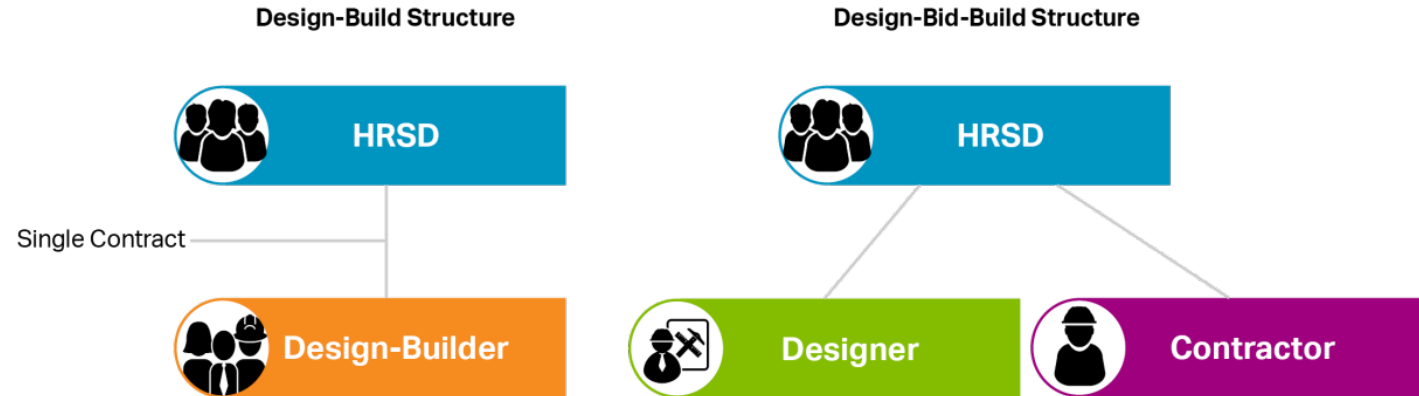 Design-Build Structure
Design-Bid-Build Structure
HRSD
HRSD
Single Contract
Design-Builder
Designer
Contractor